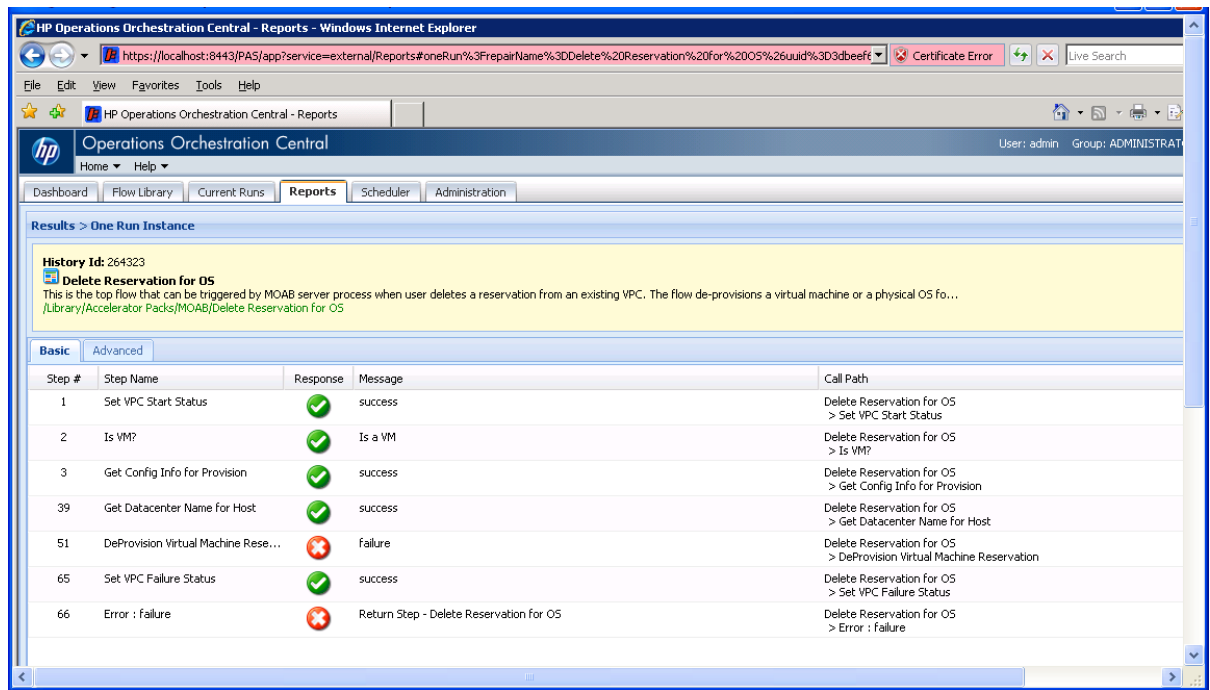 HP Operations Orchestration Central - Reports - Windows Internet Explorer
https://localhost:8443/PAS/app?service=external/Reports#oneRun%3FrepairName%3DDelete%20Reservation%20for%20OS%26uuid%3D3dbeefe
Certificate Error
Live Search
File Edit View Favorites Tools Help
HP Operations Orchestration Central - Reports
hp
Operations Orchestration Central
User: admin Group: ADMINISTRAT
Home Help
Dashboard Flow Library Current Runs Reports Scheduler Administration
Results > One Run Instance
History Id: 264323
Delete Reservation for OS
This is the top flow that can be triggered by MOAB server process when user deletes a reservation from an existing VPC. The flow de-provisions a virtual machine or a physical OS fo...
/Library/Accelerator Packs/MOAB/Delete Reservation for OS
Basic Advanced
Step # Step Name Response Message Call Path
1 Set VPC Start Status success Delete Reservation for OS
> Set VPC Start Status
2 Is VM? Is a VM Delete Reservation for OS
> Is VM?
3 Get Config Info for Provision success Delete Reservation for OS
> Get Config Info for Provision
39 Get Datacenter Name for Host success Delete Reservation for OS
> Get Datacenter Name for Host
51 DeProvision Virtual Machine Rese... failure Delete Reservation for OS
> DeProvision Virtual Machine Reservation
65 Set VPC Failure Status success Delete Reservation for OS
> Set VPC Failure Status
66 Error : failure Return Step - Delete Reservation for OS Delete Reservation for OS
> Error : failure